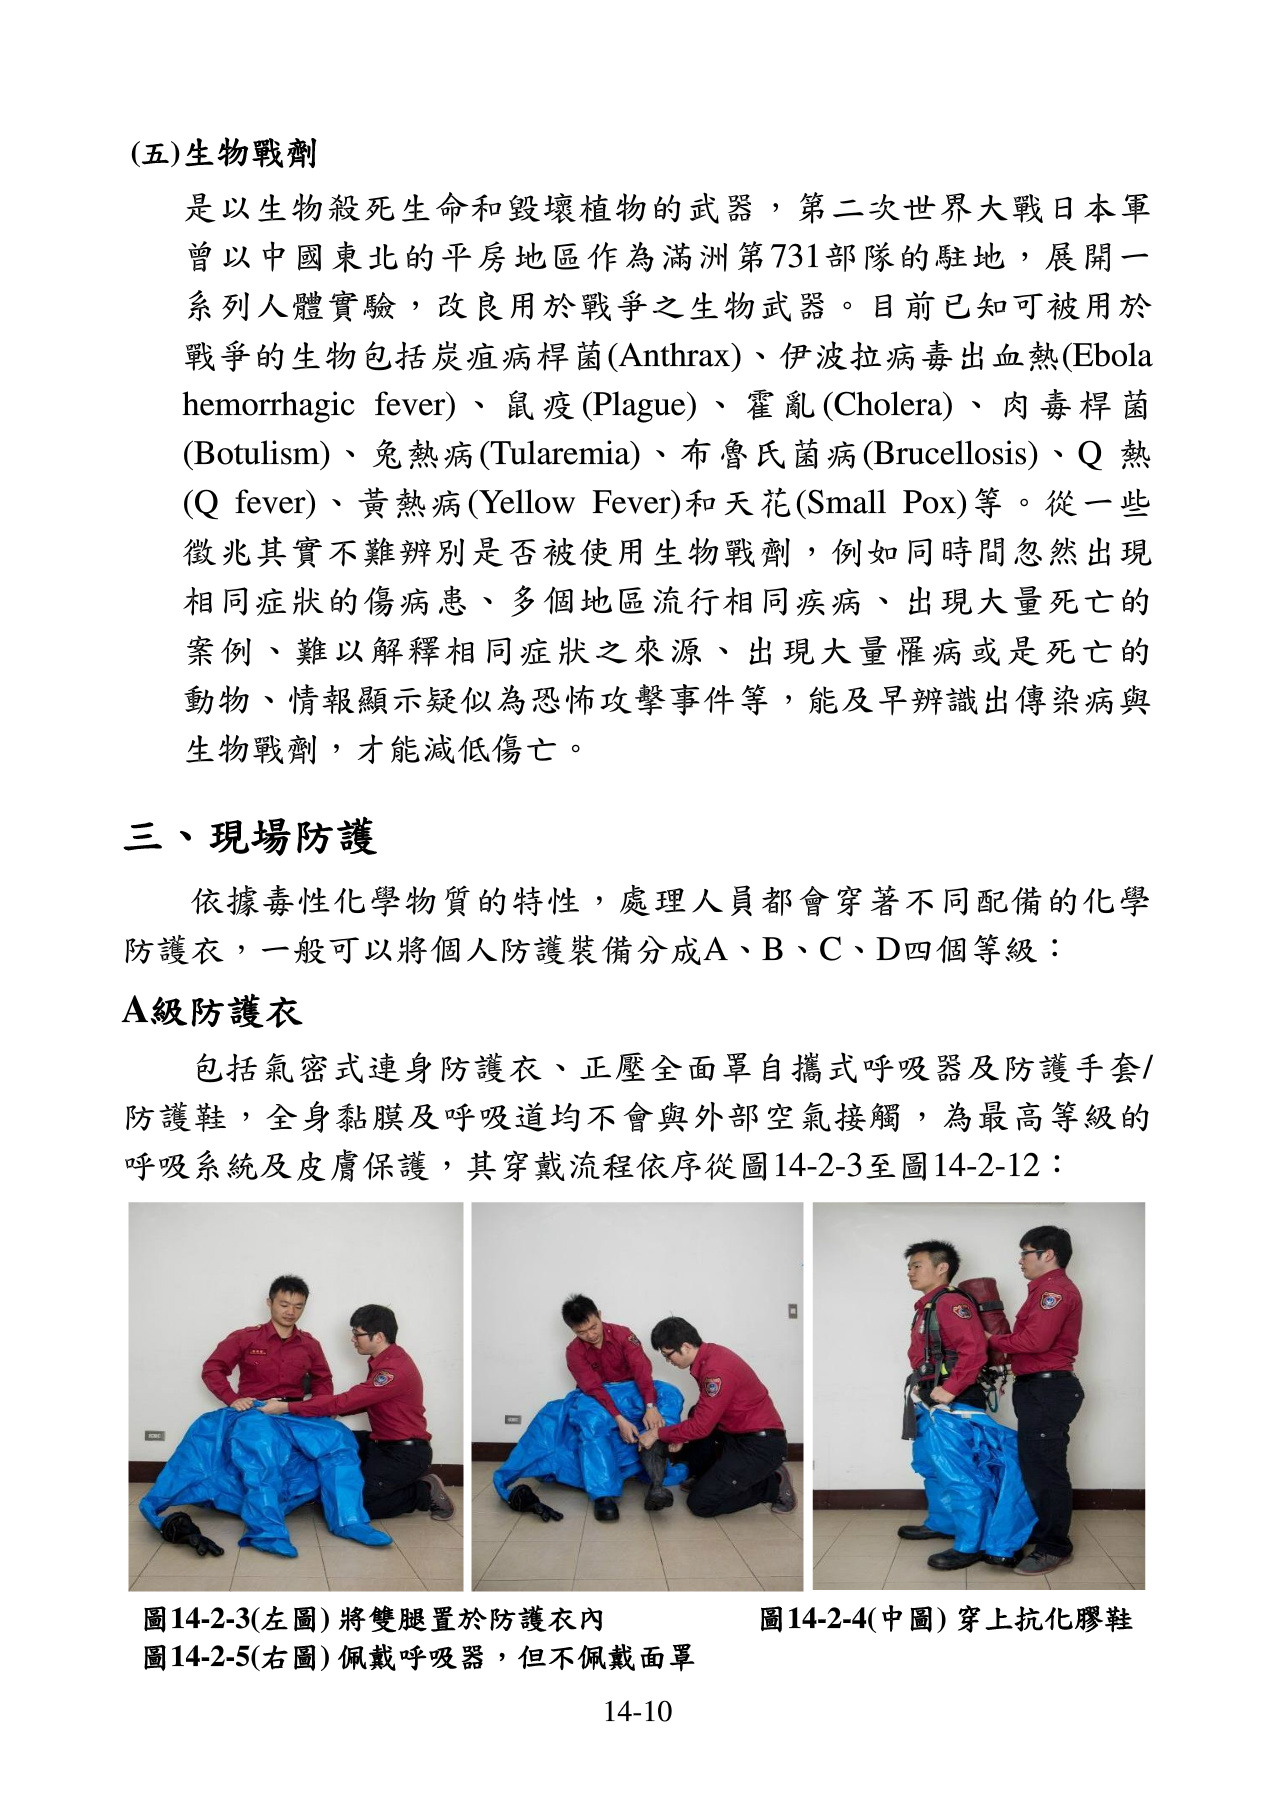 (五)生物戰劑
是以生物殺死生命和毀壞植物的武器，第二次世界大戰日本軍
曾以中國東北的平房地區作為滿洲第731部隊的駐地，展開一
系列人體實驗，改良用於戰爭之生物武器。目前已知可被用於
戰爭的生物包括炭疽病桿菌(Anthrax)、伊波拉病毒出血熱(Ebola
hemorrhagic fever)、鼠疫(Plague)、霍亂(Cholera)、肉毒桿菌
(Botulism)、兔熱病(Tularemia)、布魯氏菌病(Brucellosis)、Q 熱
(Q fever)、黃熱病(Yellow Fever)和天花(Small Pox)等。從一些
徵兆其實不難辨別是否被使用生物戰劑，例如同時間忽然出現
相同症狀的傷病患、多個地區流行相同疾病、出現大量死亡的
案例、難以解釋相同症狀之來源、出現大量罹病或是死亡的
動物、情報顯示疑似為恐怖攻擊事件等，能及早辨識出傳染病與
生物戰劑，才能減低傷亡。
三、現場防護
依據毒性化學物質的特性，處理人員都會穿著不同配備的化學
防護衣，一般可以將個人防護裝備分成A、B、C、D四個等級：
A級防護衣
包括氣密式連身防護衣、正壓全面罩自攜式呼吸器及防護手套/
防護鞋，全身黏膜及呼吸道均不會與外部空氣接觸，為最高等級的
呼吸系統及皮膚保護，其穿戴流程依序從圖14-2-3至圖14-2-12：
圖14-2-3(左圖) 將雙腿置於防護衣內 圖14-2-4(中圖) 穿上抗化膠鞋
圖14-2-5(右圖) 佩戴呼吸器，但不佩戴面罩
14-10